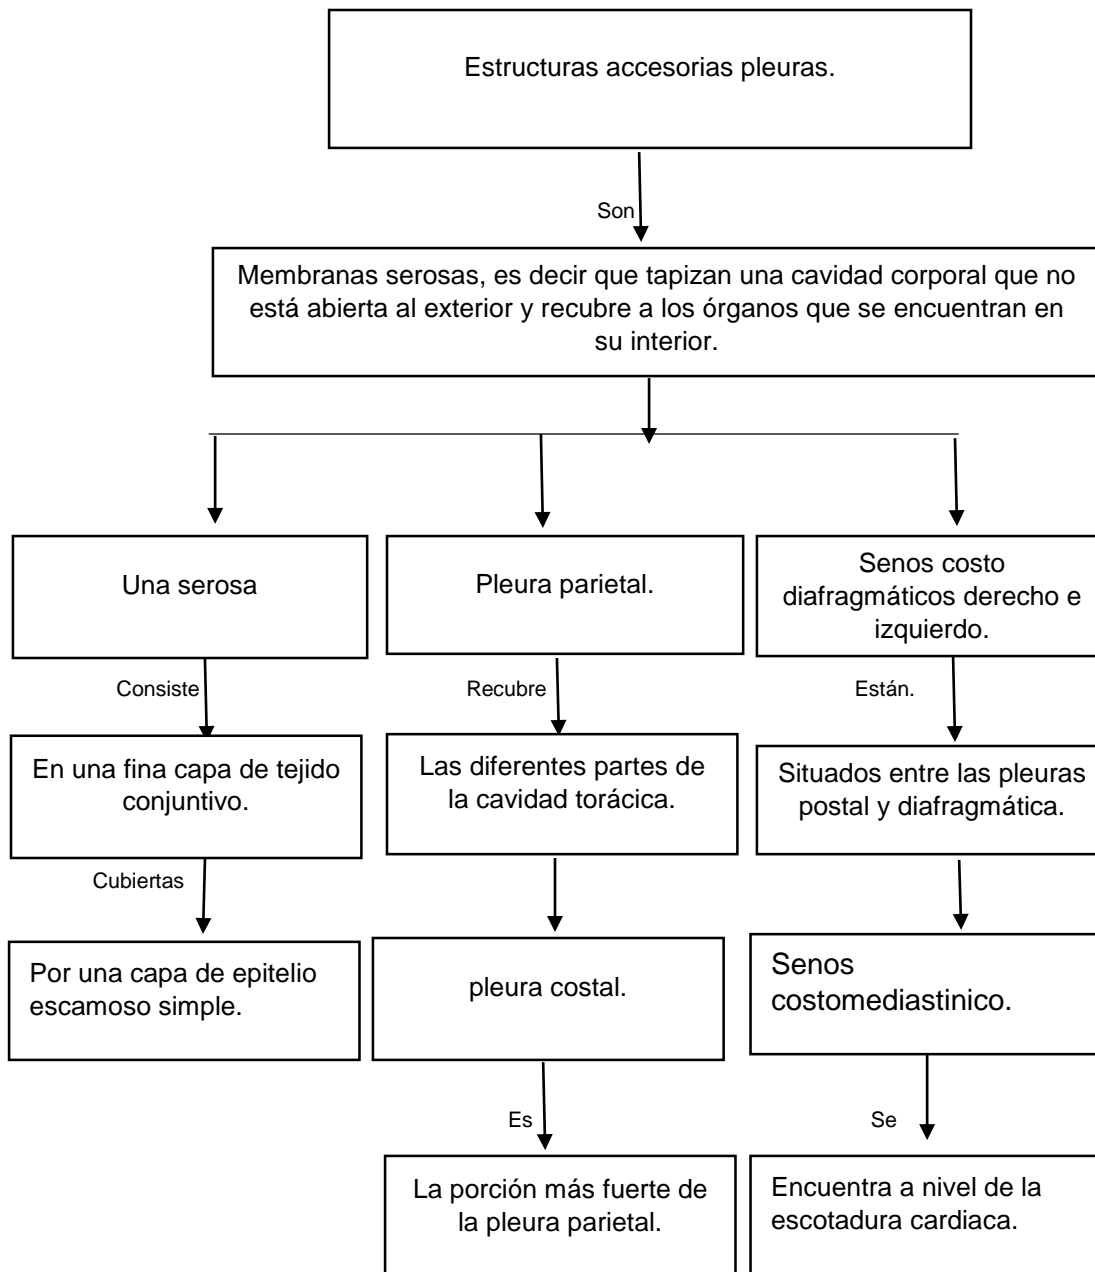 Estructuras accesorias pleuras.
Son
Membranas serosas, es decir que tapizan una cavidad corporal que no
está abierta al exterior y recubre a los órganos que se encuentran en
su interior.
Una serosa
Consiste
En una fina capa de tejido
conjuntivo.
Cubiertas
Por una capa de epitelio
escamoso simple.
Pleura parietal.
Recubre
Las diferentes partes de
la cavidad torácica.
pleura costal.
Es
La porción más fuerte de
la pleura parietal.
Senos costo
diafragmáticos derecho e
izquierdo.
Están.
Situados entre las pleuras
postal y diafragmática.
Senos
costomediastinico.
Se
Encuentra a nivel de la
escotadura cardiaca.